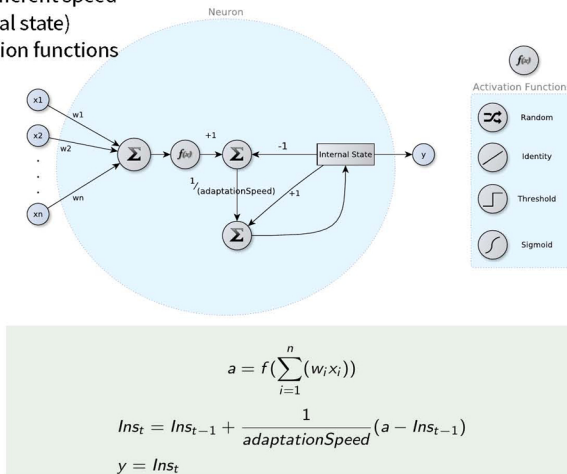 erent speed
al state)
ion functions
Neuron
f(x)
Activation Function
x1
w1
x2
w2
.
.
.
xn
wn
Σ
f(x)
+1
Σ
-1
Internal State
y
1/(adaptationSpeed)
+1
Σ
Random
Identity
Threshold
Sigmoid
a = f(∑_{i=1}^{n}(w_i x_i))
Ins_t = Ins_{t-1} + \frac{1}{adaptationSpeed}(a - Ins_{t-1})
y = Ins_t